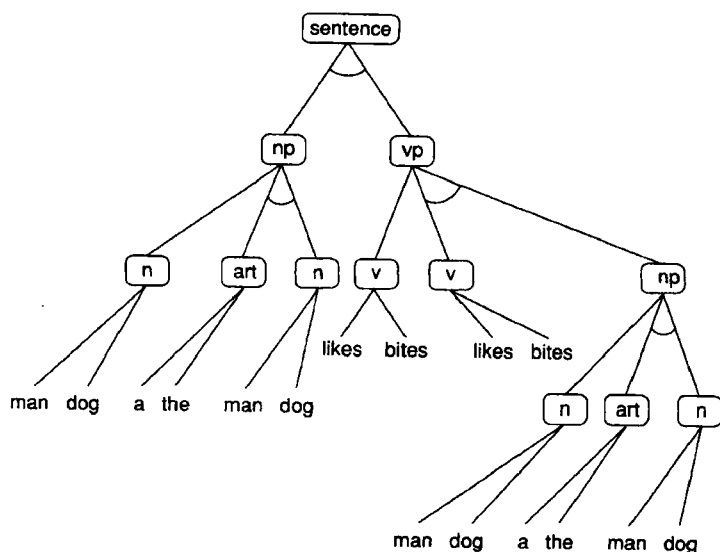 sentence
np vp
n art n v v np
likes bites likes bites
man dog a the man dog
n art n
man dog a the man dog